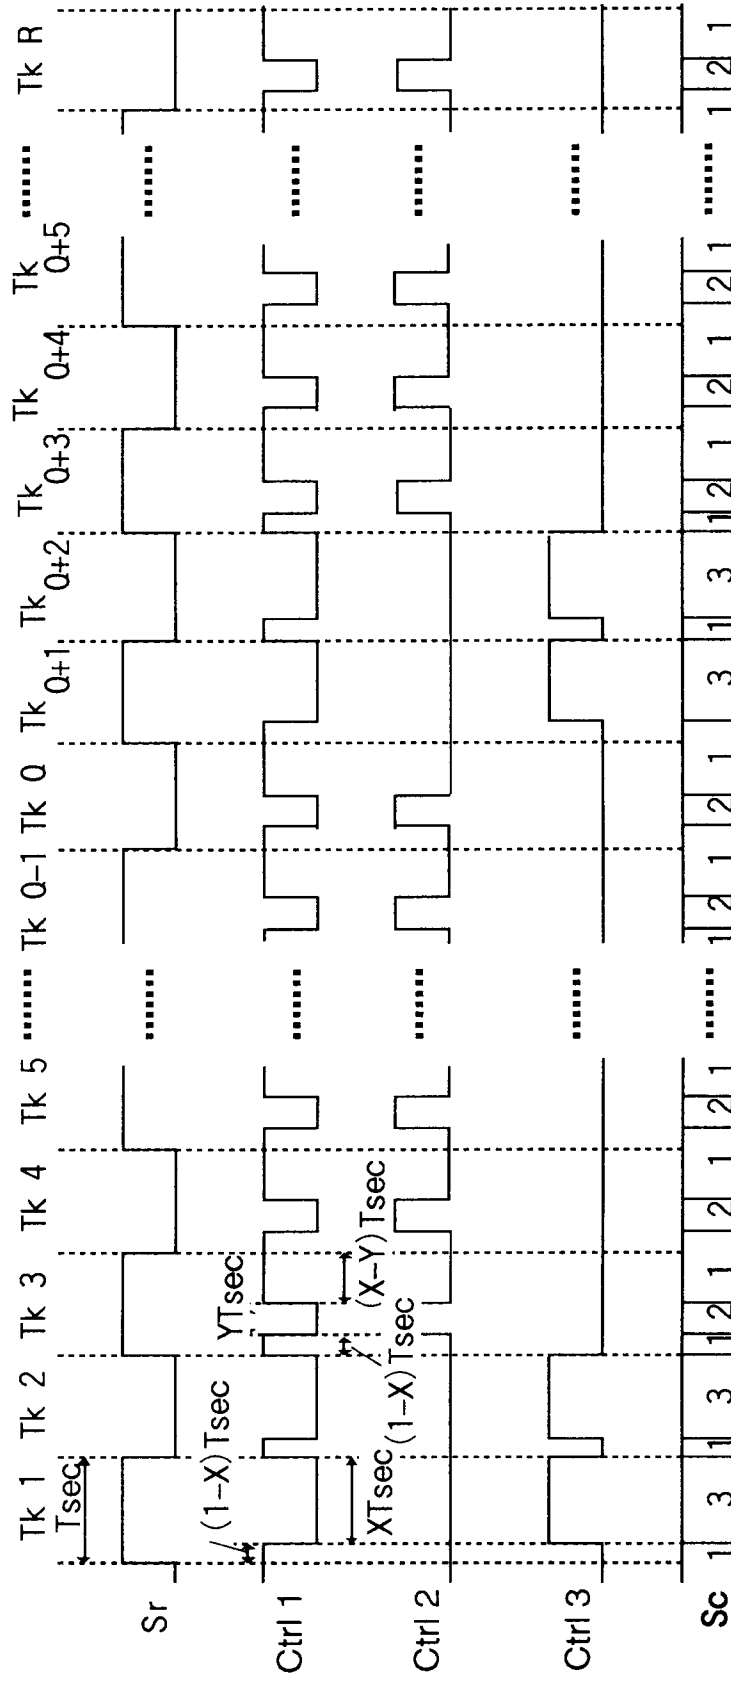 Tk 1 Tk 2 Tk 3 Tk 4 Tk 5 ······· Tk Q-1 Tk Q Tk Q+1 Tk Q+2 Tk Q+3 Tk Q+4 Tk Q+5 ······· Tk R
Tsec
Sr ·······
(1-X)Tsec YTsec
Ctrl 1 ·······
XTsec (1-X)Tsec (X-Y)Tsec
Ctrl 2 ·······
Ctrl 3 ·······
Sc 1 3 1 3 1 2 1 2 1 2 1 ······· 1 2 1 2 1 3 1 3 1 2 1 2 1 2 1 ······· 1 2 1